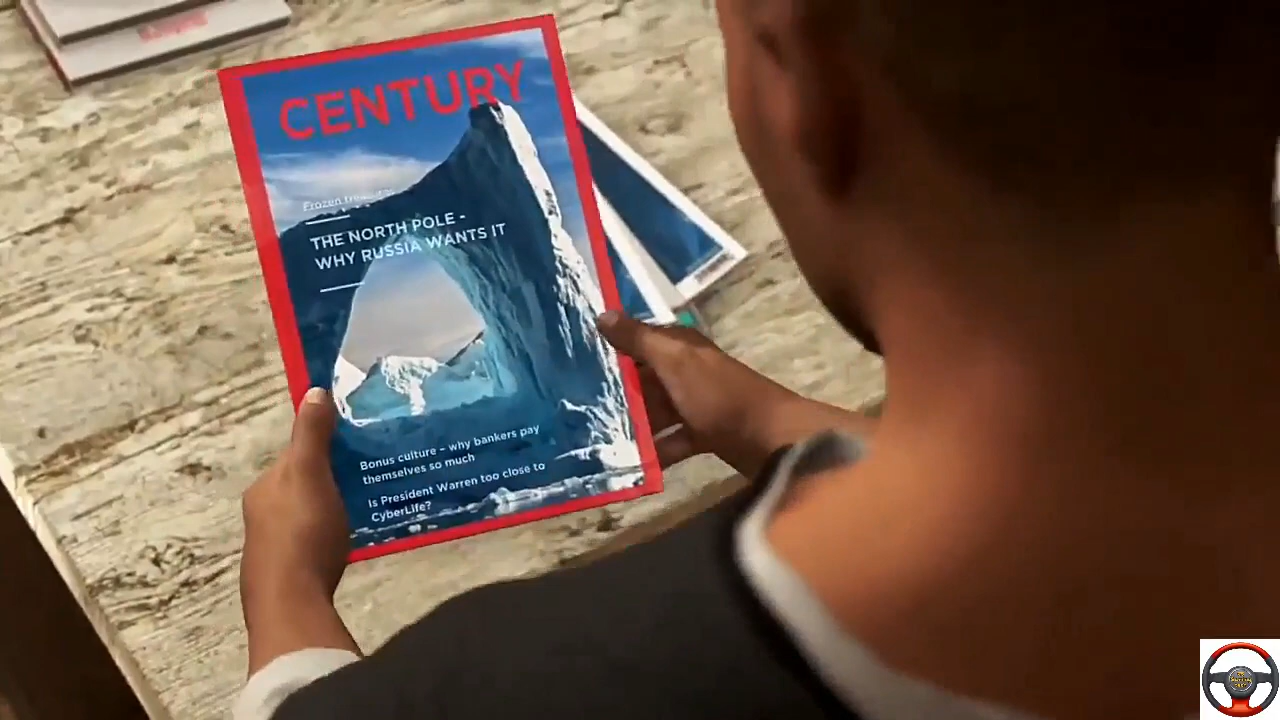 CENTURY
Frozen
THE NORTH POLE -
WHY RUSSIA WANTS IT
Bonus culture – why bankers pay
themselves so much
Is President Warren too close to
CyberLife?